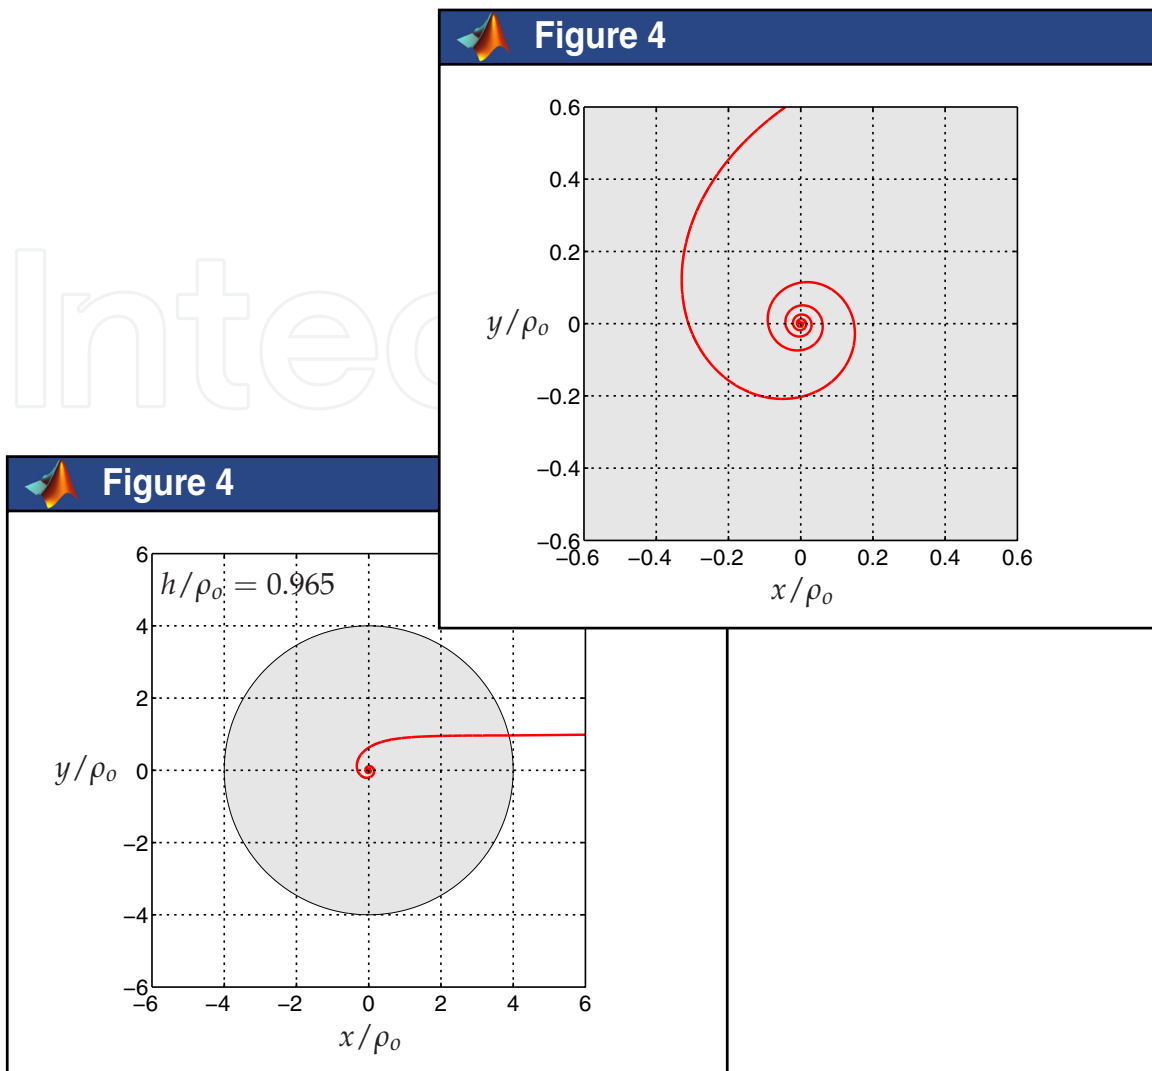 Figure 4
0.6
0.4
0.2
y/ρₒ
0
−0.2
−0.4
−0.6
−0.6 −0.4 −0.2 0 0.2 0.4 0.6
x/ρₒ
Inte
Figure 4
h/ρₒ = 0.965
6
4
2
y/ρₒ
0
−2
−4
−6
−6 −4 −2 0 2 4 6
x/ρₒ